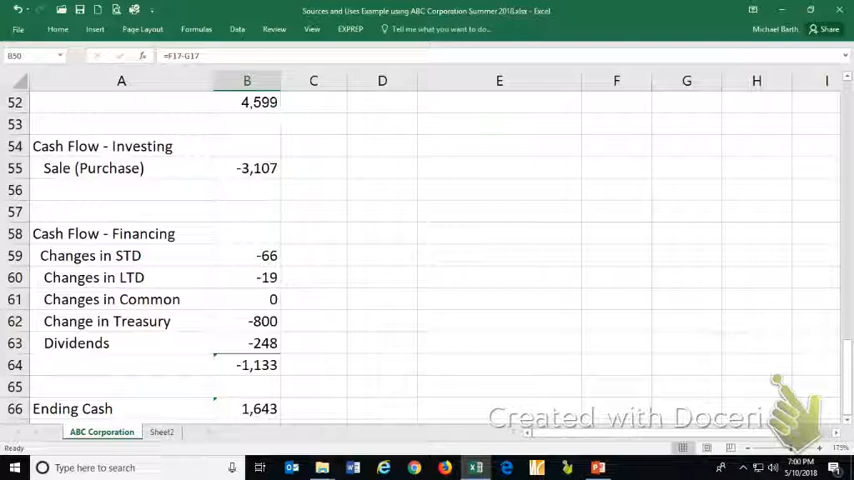 Sources and Uses Example using ABC Corporation Summer 2018.xlsx - Excel
File Home Insert Page Layout Formulas Data Review View EXPREP Tell me what you want to do... Michael Barth Share
B50 fx =F17-G17
A B C D E F G H I
52 4,599
53
54 Cash Flow - Investing
55 Sale (Purchase) -3,107
56
57
58 Cash Flow - Financing
59 Changes in STD -66
60 Changes in LTD -19
61 Changes in Common 0
62 Change in Treasury -800
63 Dividends -248
64 -1,133
65
66 Ending Cash 1,643
Created with Doceri
ABC Corporation Sheet2
Ready 175%
Type here to search 7:00 PM
5/10/2018